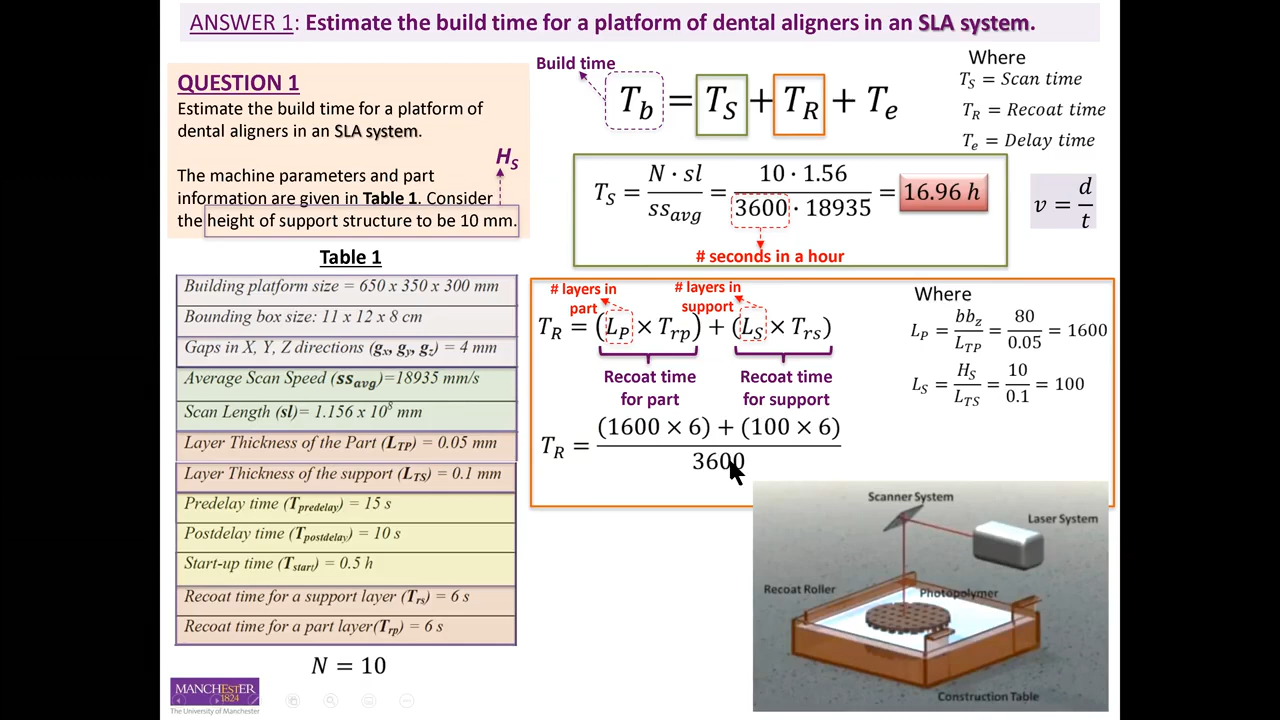 ANSWER 1: Estimate the build time for a platform of dental aligners in an SLA system.
QUESTION 1
Estimate the build time for a platform of
dental aligners in an SLA system.
H_S
The machine parameters and part
information are given in Table 1. Consider
the height of support structure to be 10 mm.
Table 1
Building platform size = 650 x 350 x 300 mm
Bounding box size: 11 x 12 x 8 cm
Gaps in X, Y, Z directions (g_x, g_y, g_z) = 4 mm
Average Scan Speed (ss_avg)=18935 mm/s
Scan Length (sl)= 1.156 x 10^8 mm
Layer Thickness of the Part (L_TP) = 0.05 mm
Layer Thickness of the support (L_TS) = 0.1 mm
Predelay time (T_predelay) = 15 s
Postdelay time (T_postdelay) = 10 s
Start-up time (T_start) = 0.5 h
Recoat time for a support layer (T_rs) = 6 s
Recoat time for a part layer(T_rp) = 6 s
N = 10
MANCHESTER
1824
The University of Manchester
Build time
T_b = T_S + T_R + T_e
Where
T_S = Scan time
T_R = Recoat time
T_e = Delay time
T_S = N · sl / ss_avg = 10 · 1.56 / 3600 · 18935 = 16.96 h
# seconds in a hour
v = d / t
# layers in
part
# layers in
support
T_R = (L_P × T_rp) + (L_S × T_rs)
Recoat time
for part
Recoat time
for support
T_R = (1600 × 6) + (100 × 6) / 3600
Where
L_P = bb_z / L_TP = 80 / 0.05 = 1600
L_S = H_S / L_TS = 10 / 0.1 = 100
Scanner System
Laser System
Recoat Roller
Photopolymer
Construction Table